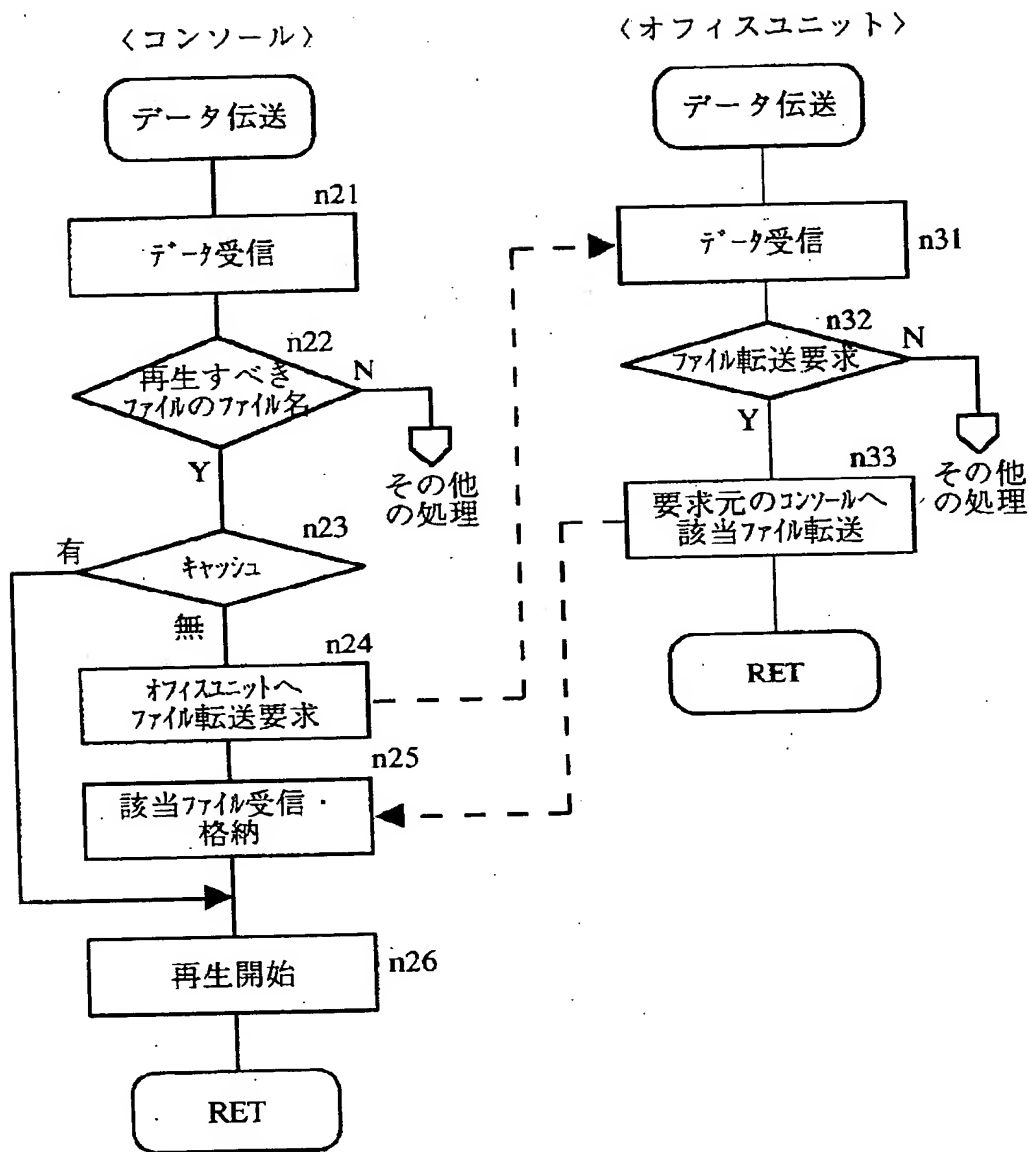 〈コンソール〉
データ伝送
n21
データ受信
n22
再生すべき
ファイルのファイル名
N
Y
その他
の処理
n23
有
キャッシュ
無
n24
オフィスユニットへ
ファイル転送要求
n25
該当ファイル受信・
格納
再生開始
n26
RET
〈オフィスユニット〉
データ伝送
データ受信
n31
n32
ファイル転送要求
N
Y
その他
の処理
n33
要求元のコンソールへ
該当ファイル転送
RET